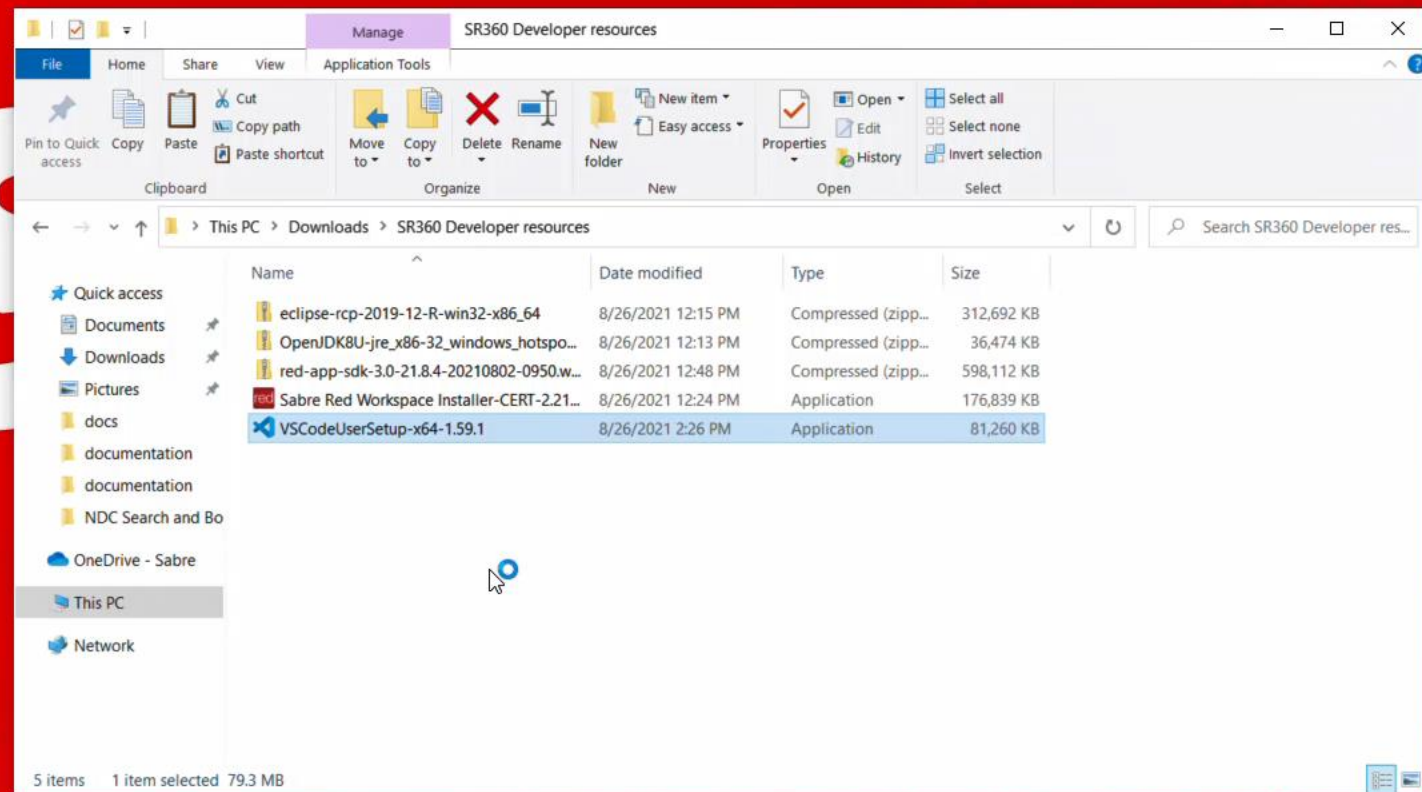 Manage
SR360 Developer resources
File
Home
Share
View
Application Tools
Pin to Quick access
Copy
Paste
Cut
Copy path
Paste shortcut
Move to
Copy to
Delete
Rename
New folder
New item
Easy access
Properties
Open
Edit
History
Select all
Select none
Invert selection
Clipboard
Organize
New
Open
Select
This PC > Downloads > SR360 Developer resources
Search SR360 Developer res...
Name
Date modified
Type
Size
Quick access
Documents
Downloads
Pictures
docs
documentation
documentation
NDC Search and Bo
OneDrive - Sabre
This PC
Network
eclipse-rcp-2019-12-R-win32-x86_64 8/26/2021 12:15 PM Compressed (zipp... 312,692 KB
OpenJDK8U-jre_x86-32_windows_hotspo... 8/26/2021 12:13 PM Compressed (zipp... 36,474 KB
red-app-sdk-3.0-21.8.4-20210802-0950.w... 8/26/2021 12:48 PM Compressed (zipp... 598,112 KB
red Sabre Red Workspace Installer-CERT-2.21... 8/26/2021 12:24 PM Application 176,839 KB
VSCodeUserSetup-x64-1.59.1 8/26/2021 2:26 PM Application 81,260 KB
5 items 1 item selected 79.3 MB